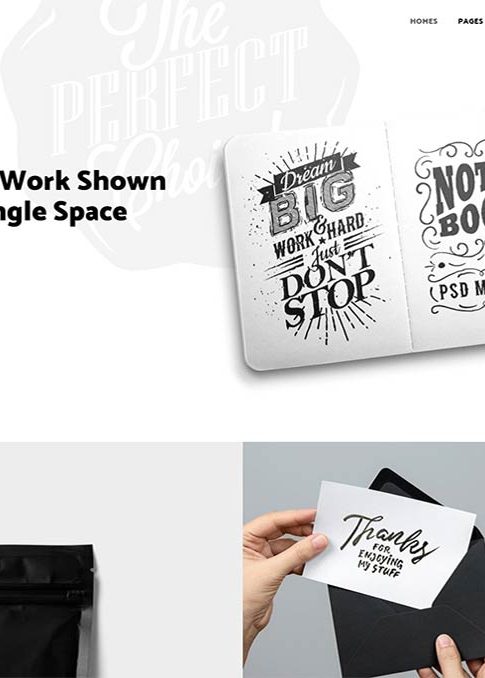 HOMES PAGES
The
PERFECT
Choice
Work Shown
ngle Space
Dream
BIG
&
WORK HARD
Just
DON'T
STOP
NOT
BOO
(PSD M
Thanks
FOR
ENJOYING
MY STUFF